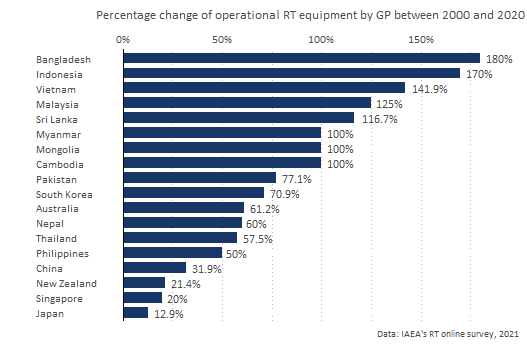 Percentage change of operational RT equipment by GP between 2000 and 2020
0% 50% 100% 150%
Bangladesh 180%
Indonesia 170%
Vietnam 141.9%
Malaysia 125%
Sri Lanka 116.7%
Myanmar 100%
Mongolia 100%
Cambodia 100%
Pakistan 77.1%
South Korea 70.9%
Australia 61.2%
Nepal 60%
Thailand 57.5%
Philippines 50%
China 31.9%
New Zealand 21.4%
Singapore 20%
Japan 12.9%
Data: IAEA's RT online survey, 2021